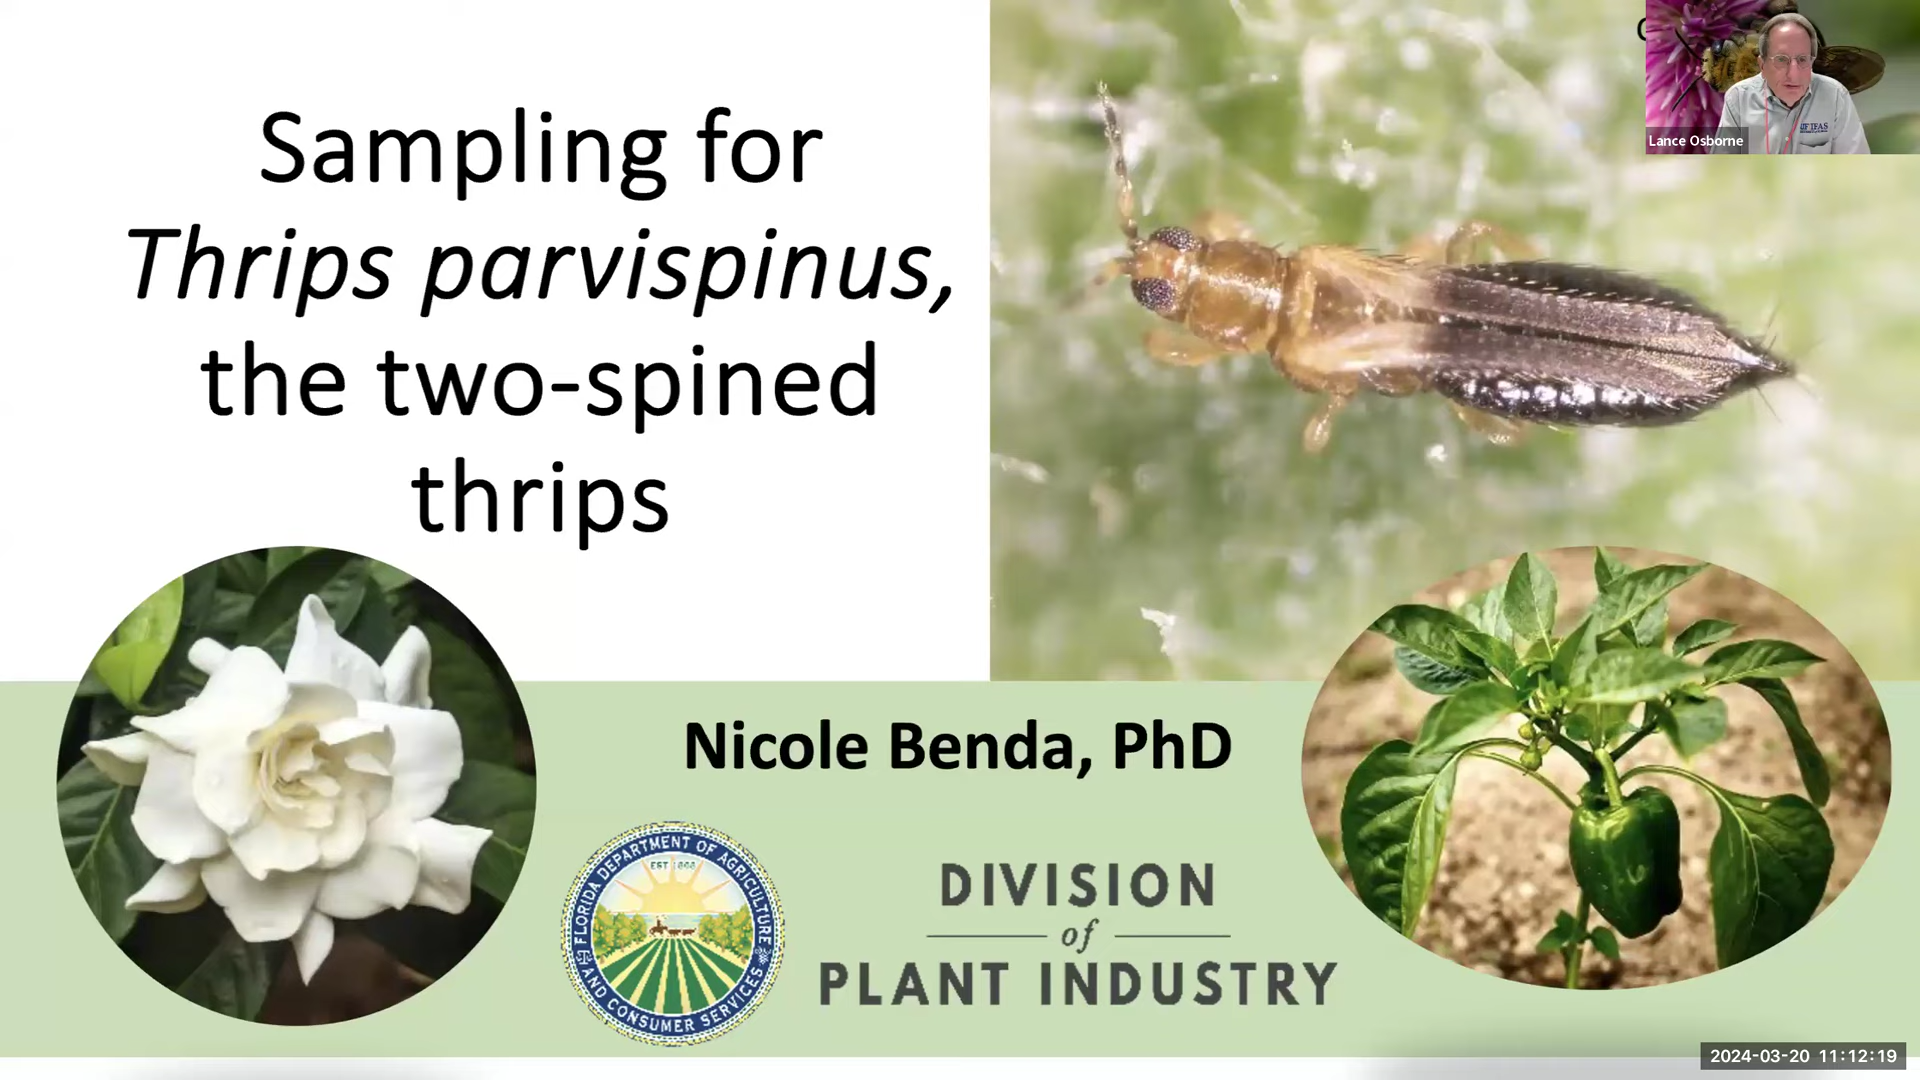 Sampling for
Thrips parvispinus,
the two-spined
thrips
Lance Osborne
UF IFAS
Nicole Benda, PhD
FLORIDA DEPARTMENT OF AGRICULTURE
AND CONSUMER SERVICES
EST 1868
DIVISION
of
PLANT INDUSTRY
2024-03-20 11:12:19